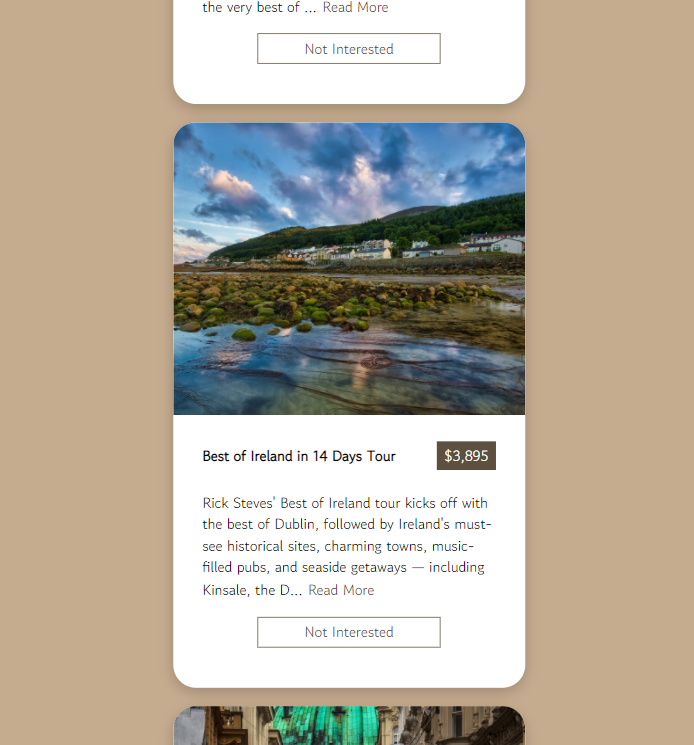 the very best of ... Read More
Not Interested
Best of Ireland in 14 Days Tour
$3,895
Rick Steves' Best of Ireland tour kicks off with
the best of Dublin, followed by Ireland's must-
see historical sites, charming towns, music-
filled pubs, and seaside getaways — including
Kinsale, the D... Read More
Not Interested